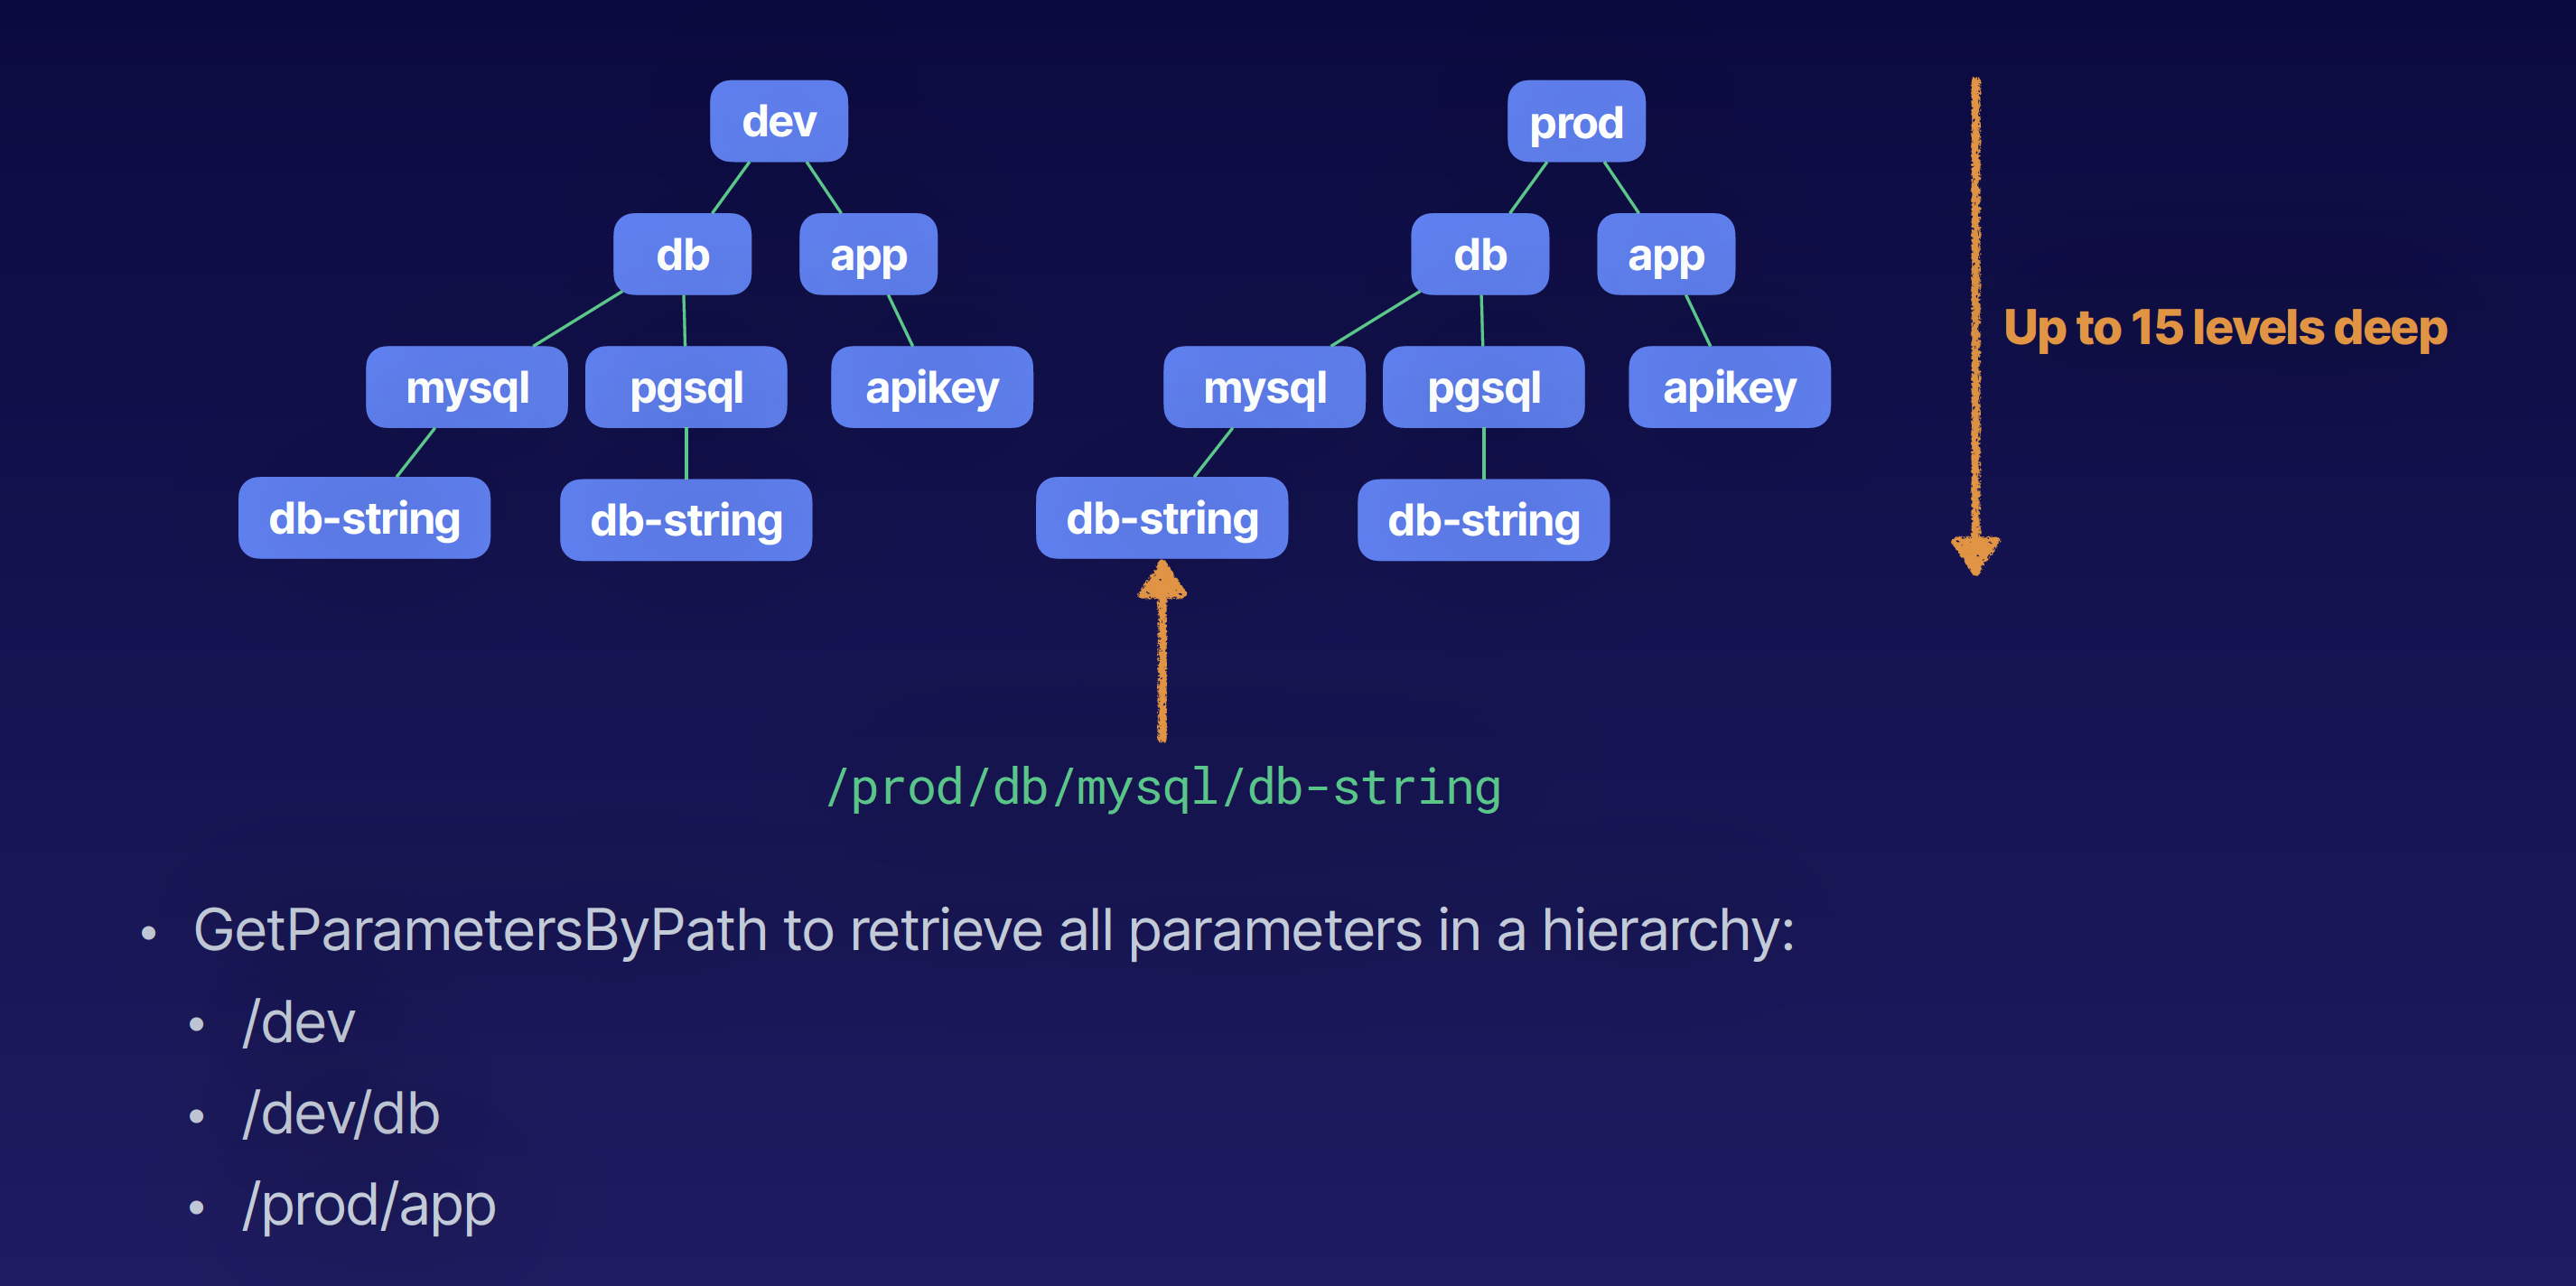 dev
prod
db
app
db
app
Up to 15 levels deep
mysql
pgsql
apikey
mysql
pgsql
apikey
db-string
db-string
db-string
db-string
/prod/db/mysql/db-string
• GetParametersByPath to retrieve all parameters in a hierarchy:
• /dev
• /dev/db
• /prod/app